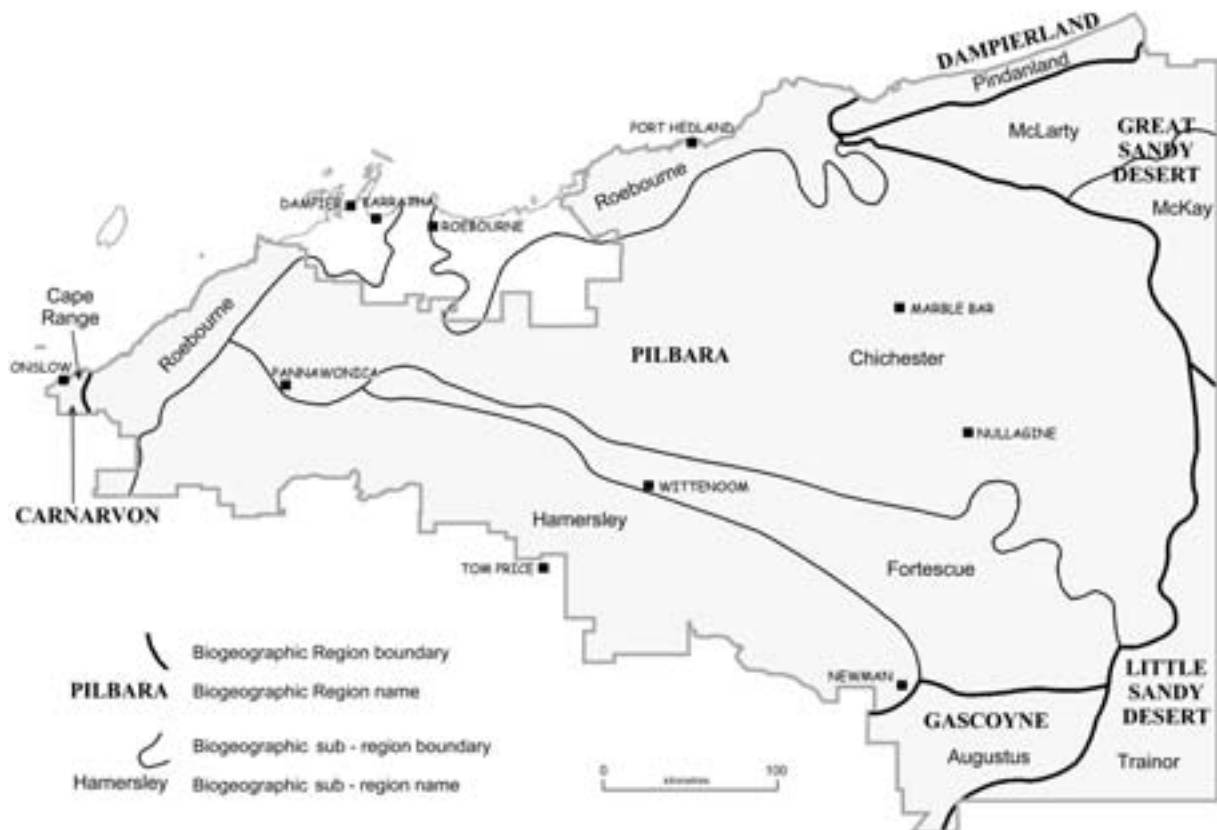 DAMPIERLAND
Pindanland
McLarty
GREAT
SANDY
DESERT
McKay
PORT HEDLAND
Roebourne
DAMPIER
KARRATHA
ROEBOURNE
Cape
Range
Roebourne
ONSLOW
PANNAWONICA
MARBLE BAR
PILBARA
Chichester
NULLAGINE
CARNARVON
WITTENOOM
Hamersley
Fortescue
TOM PRICE
NEWMAN
LITTLE
SANDY
DESERT
GASCOYNE
Augustus
Trainor
Biogeographic Region boundary
PILBARA Biogeographic Region name
Biogeographic sub - region boundary
Hamersley Biogeographic sub - region name
0 100
kilometres